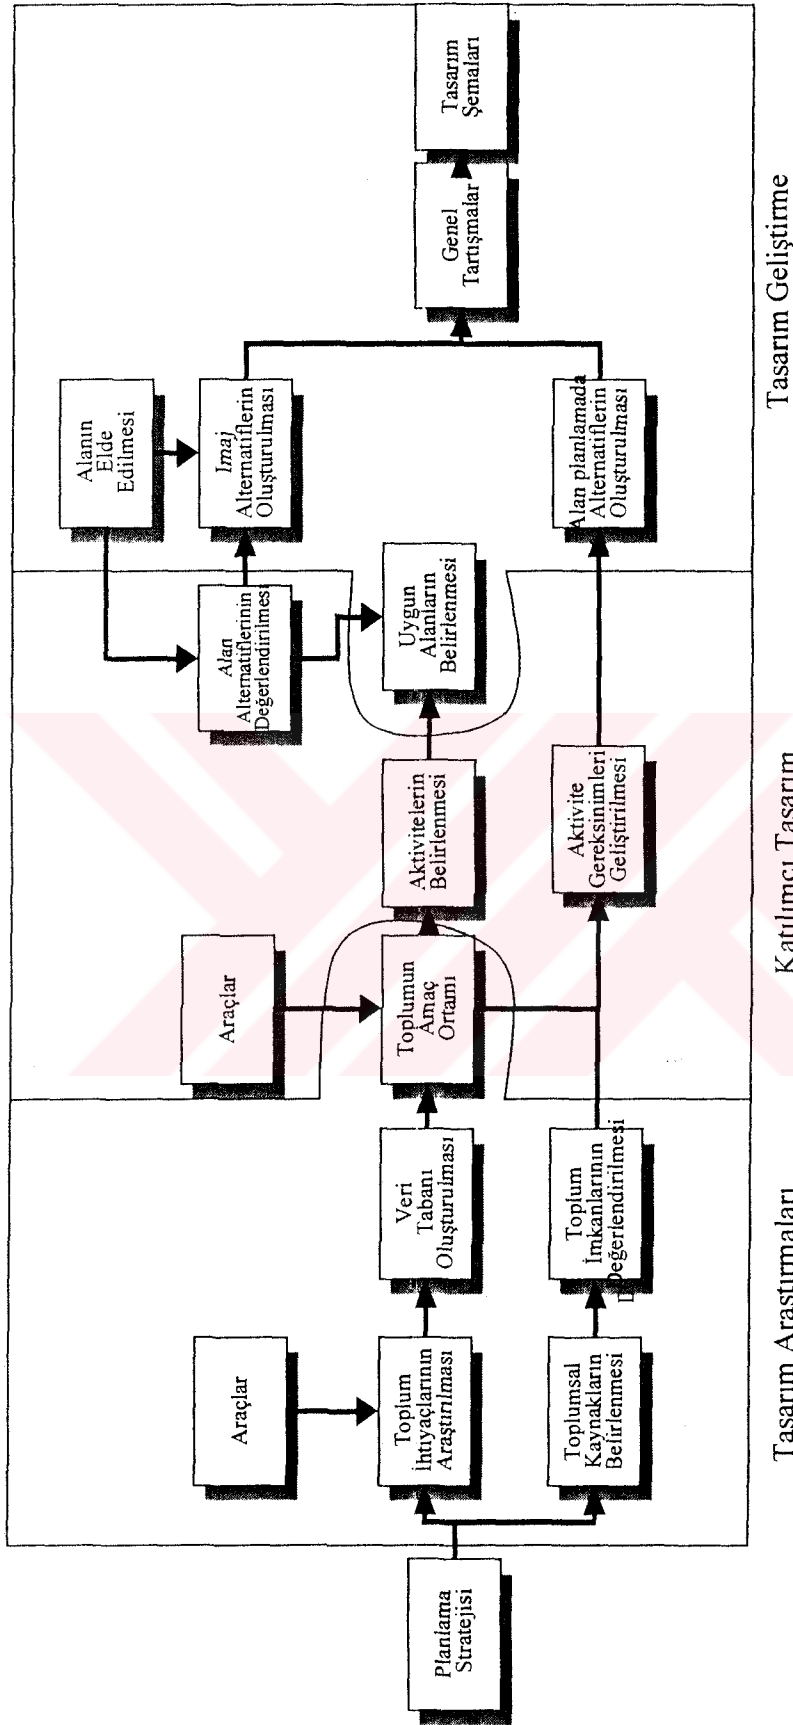 Planlama
Stratejisi
Araçlar
Toplum
İhtıyaçlarının
Araştırılması
Toplumsal
Kaynakların
Belirlenmesi
Veri
Tabanı
Oluşturulması
Toplum
İmkanlarının
Değerlendirilmesi
Araçlar
Toplumun
Amaç
Ortamı
Aktivitelerin
Belirlenmesi
Aktivite
Gereksinimleri
Geliştirilmesi
Alan
Alternatiflerinin
Değerlendirilmesi
Uygun
Alanların
Belirlenmesi
Alanın
Elde
Edilmesi
Imaj
Alternatiflerin
Oluşturulması
Alan planlamada
Alternatiflerin
Oluşturulması
Genel
Tartışmalar
Tasarım
Şemaları
Tasarım Araştırmaları
Katılımcı Tasarım
Tasarım Geliştirme